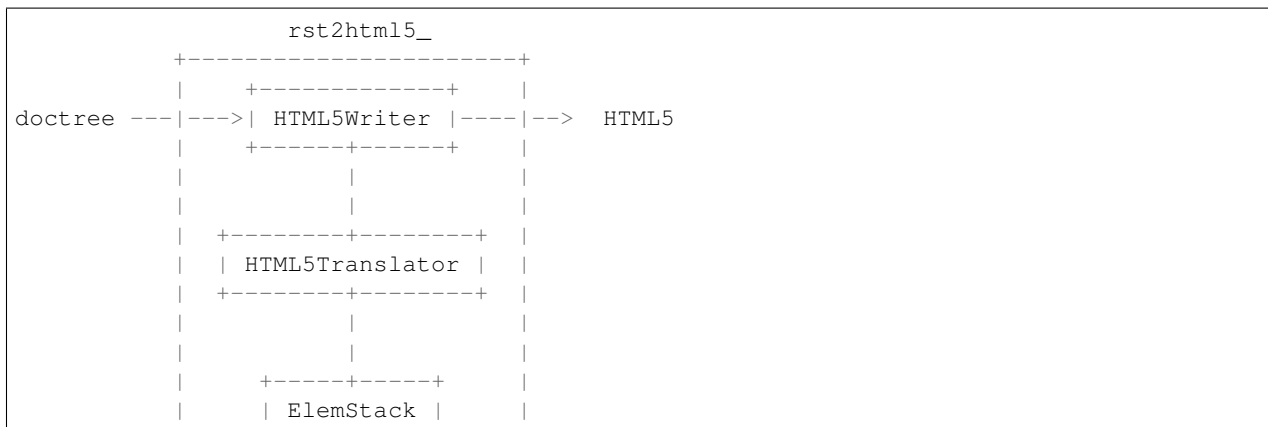 rst2html5_
+-----------------------+
| +-------------+ |
doctree ---|--->| HTML5Writer |----|--> HTML5
| +------+------+ |
| | |
| | |
| +--------+--------+ |
| | HTML5Translator | |
| +--------+--------+ |
| | |
| | |
| +-----+-----+ |
| | ElemStack | |